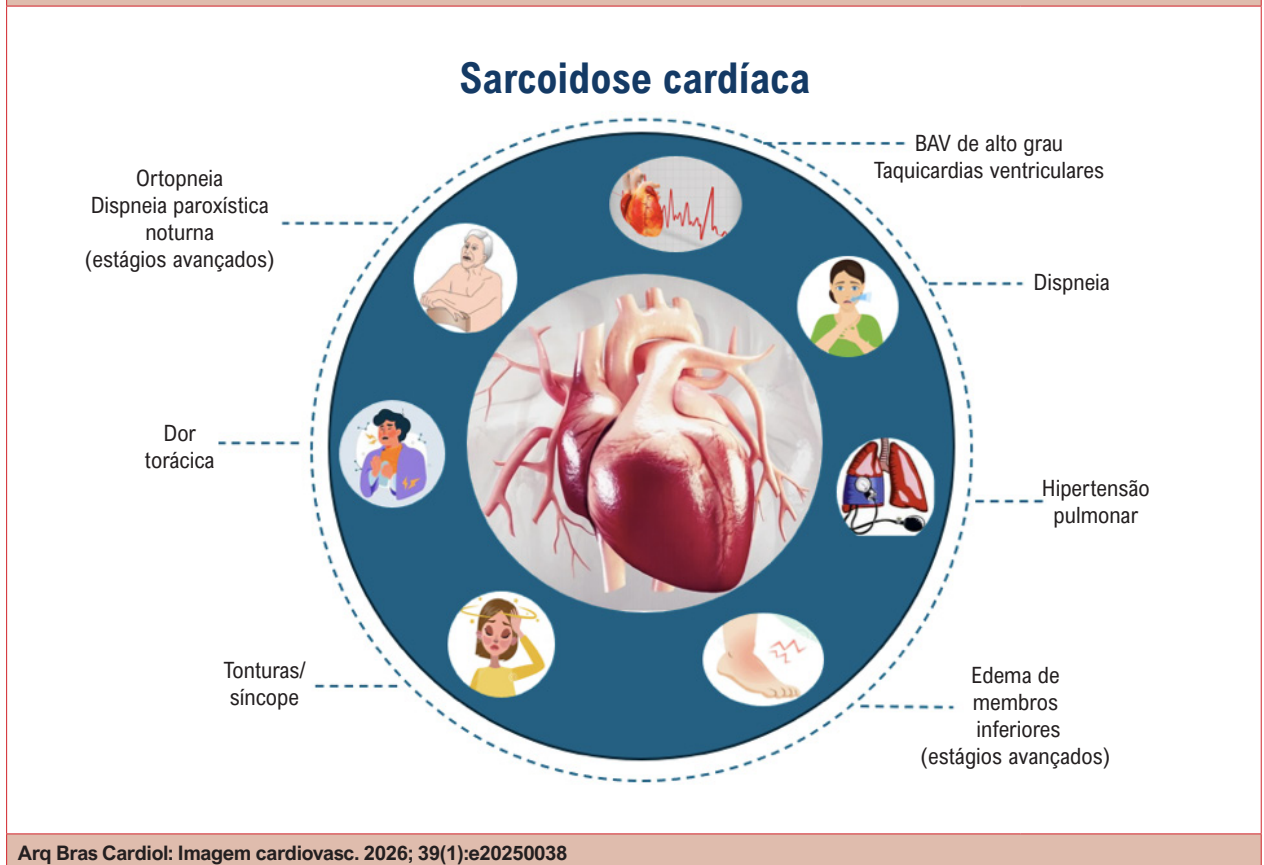 Sarcoidose cardíaca
BAV de alto grau
Taquicardias ventriculares
Ortopneia
Dispneia paroxística
noturna
(estágios avançados)
Dispneia
Dor
torácica
Hipertensão
pulmonar
Tonturas/
síncope
Edema de
membros
inferiores
(estágios avançados)
Arq Bras Cardiol: Imagem cardiovasc. 2026; 39(1):e20250038